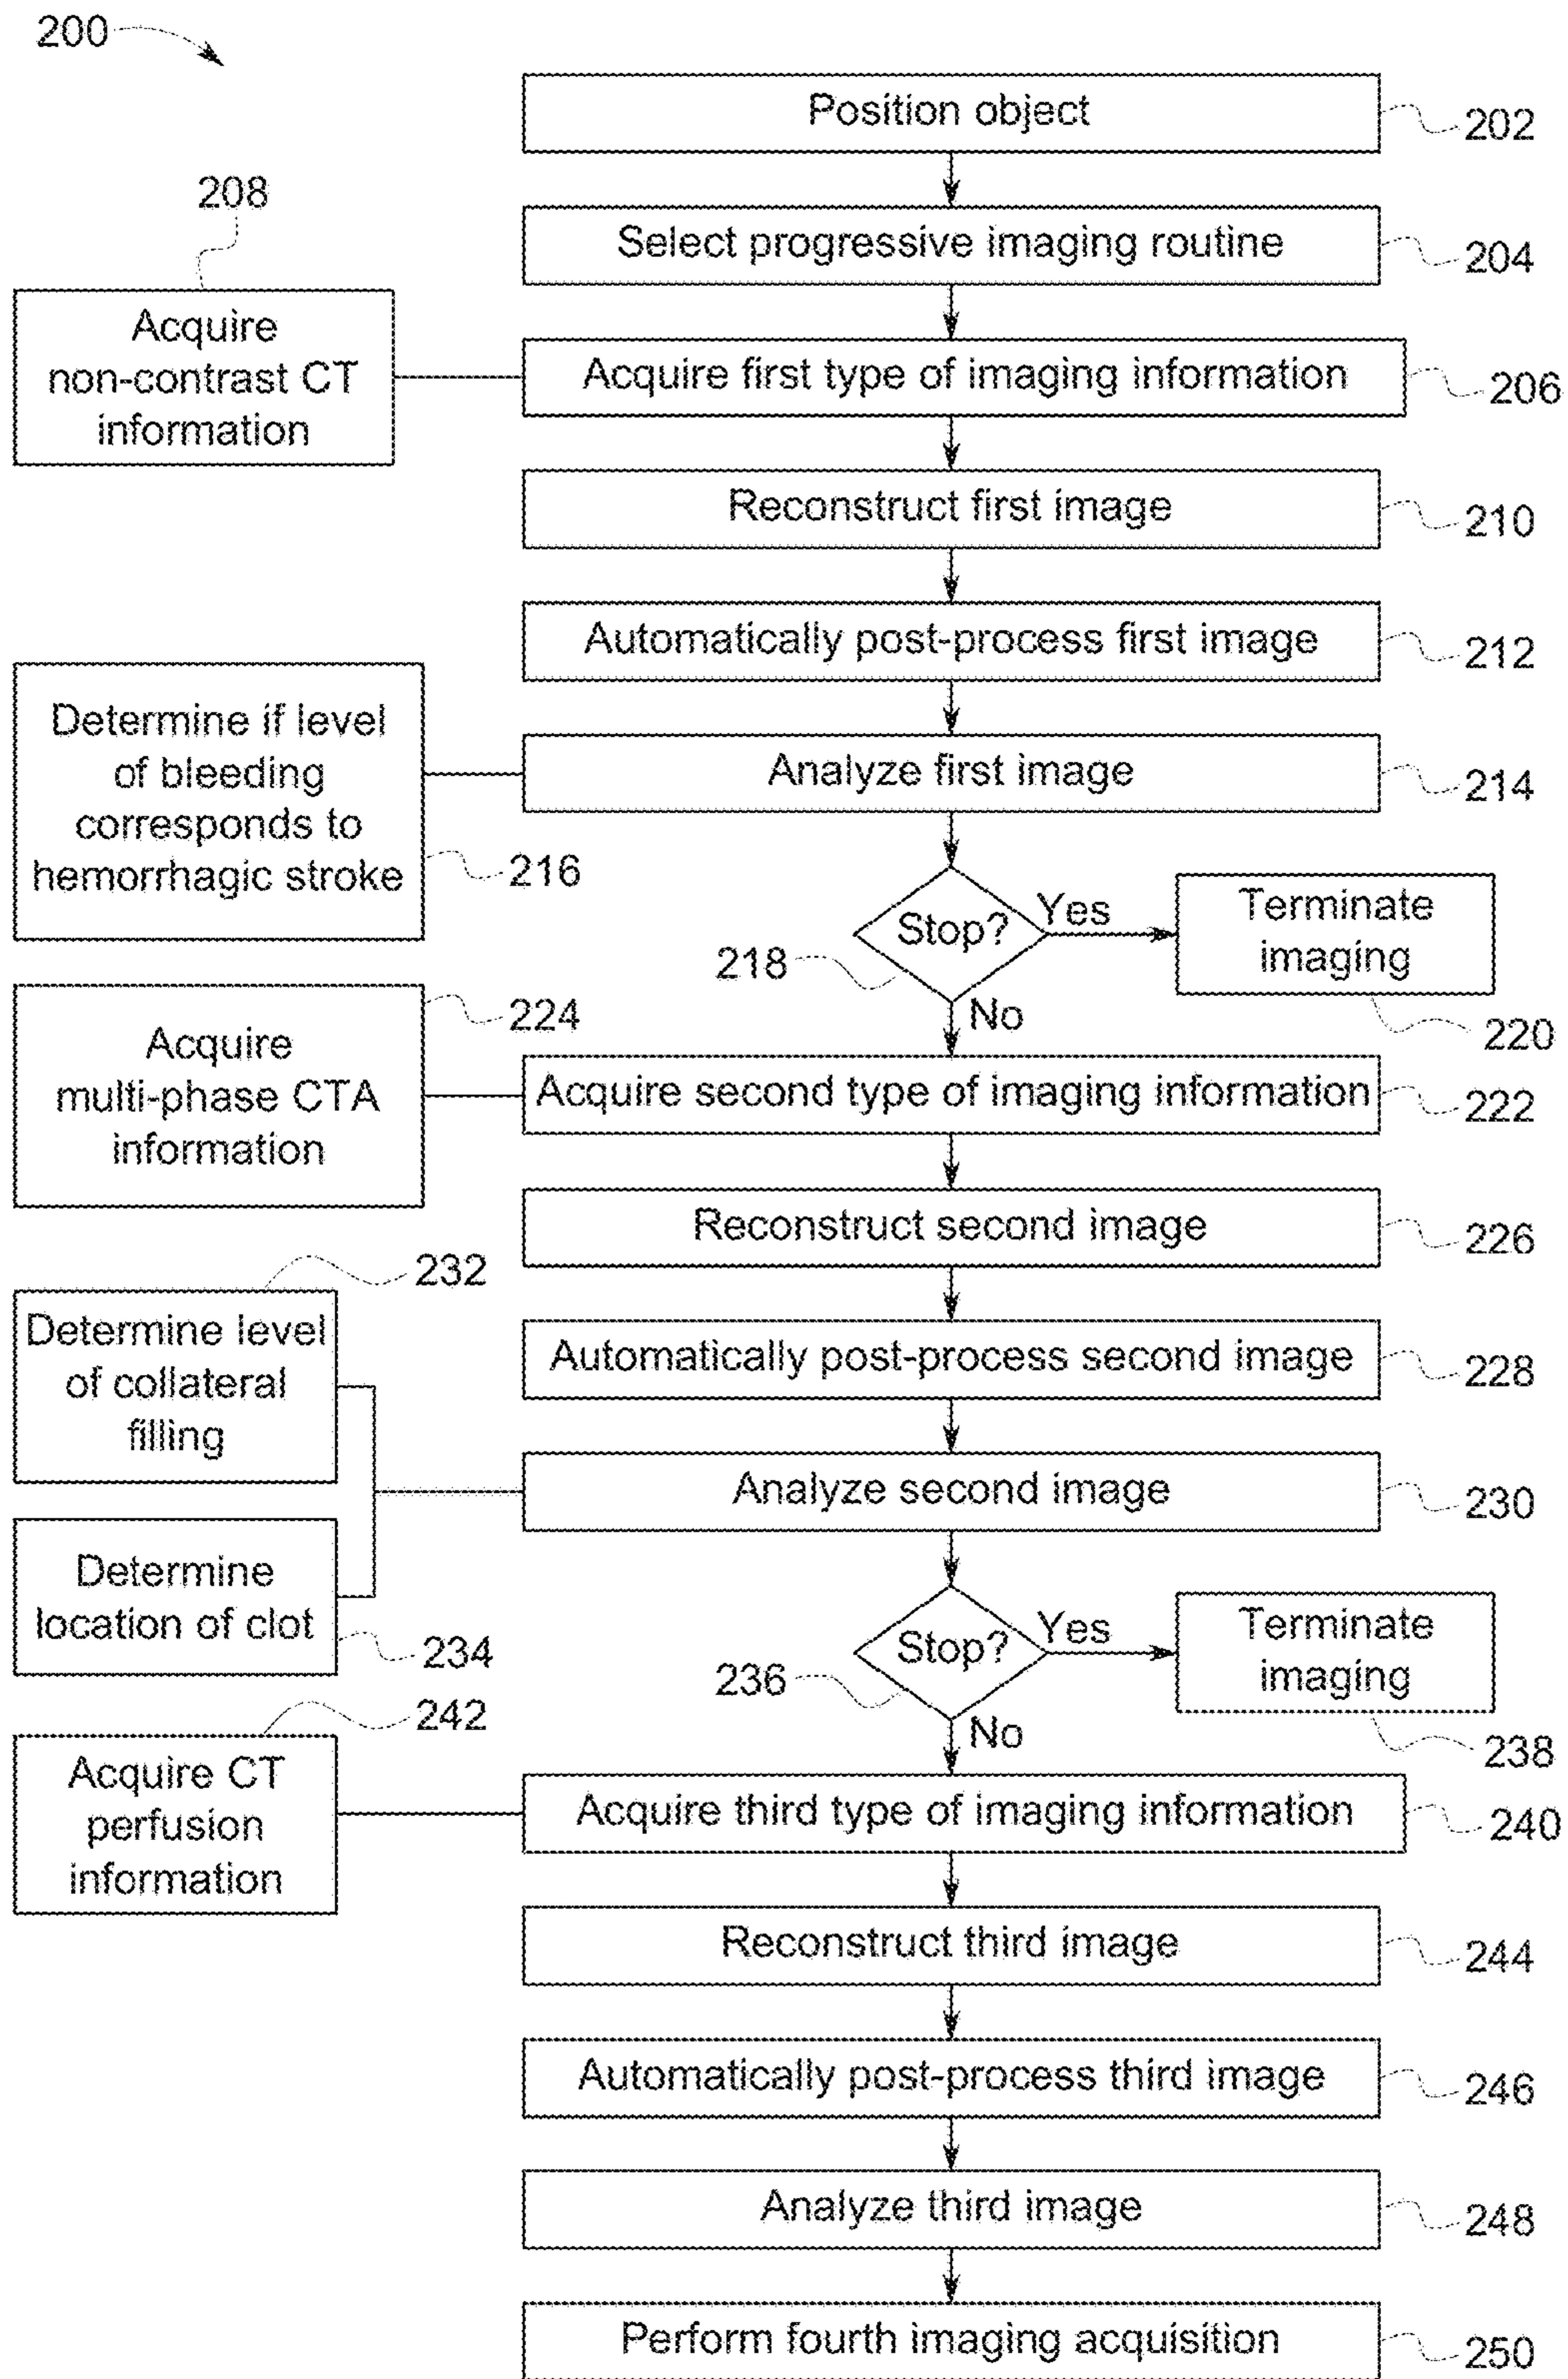 200
Position object
202
Select progressive imaging routine
204
208
Acquire
non-contrast CT
information
Acquire first type of imaging information
206
Reconstruct first image
210
Automatically post-process first image
212
Determine if level
of bleeding
corresponds to
hemorrhagic stroke
216
Analyze first image
214
Stop?
218
Yes
Terminate
imaging
220
No
224
Acquire
multi-phase CTA
information
Acquire second type of imaging information
222
Reconstruct second image
226
232
Determine level
of collateral
filling
Automatically post-process second image
228
Analyze second image
230
Determine
location of clot
234
Stop?
236
Yes
Terminate
imaging
238
No
242
Acquire CT
perfusion
information
Acquire third type of imaging information
240
Reconstruct third image
244
Automatically post-process third image
246
Analyze third image
248
Perform fourth imaging acquisition
250